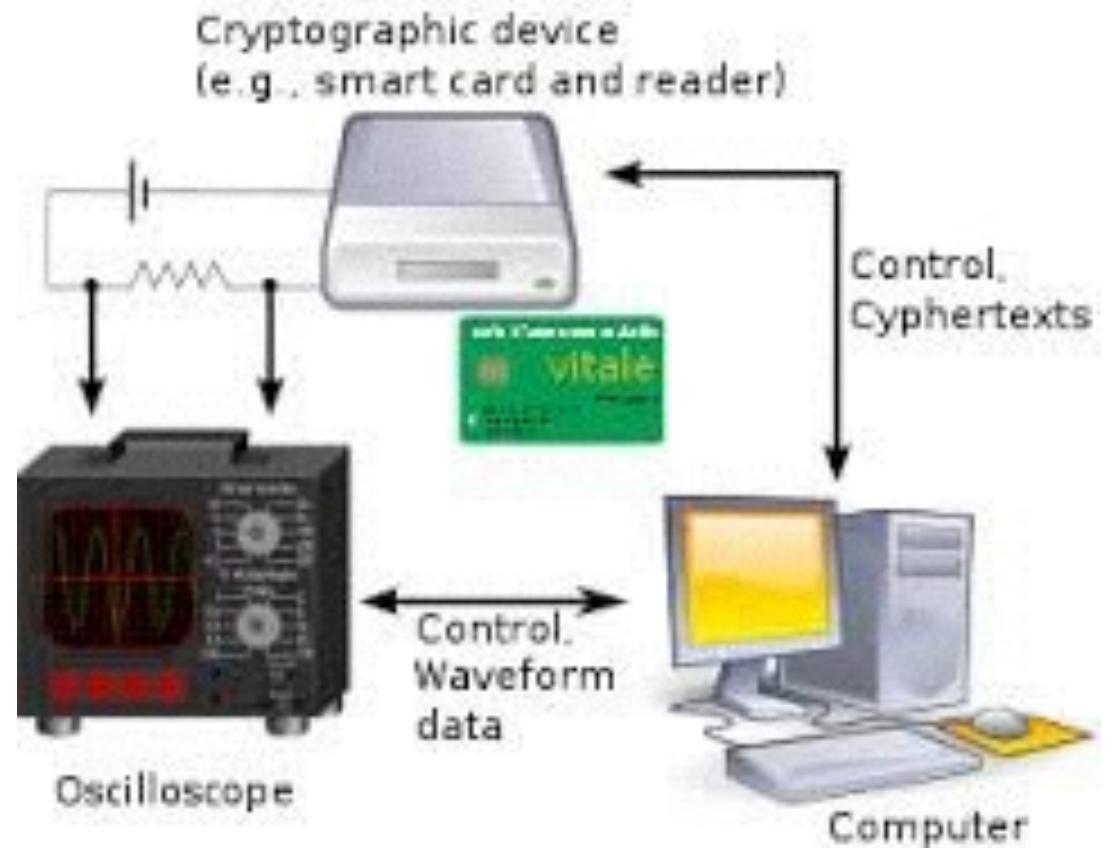 Cryptographic device
(e.g., smart card and reader)
Control,
Cyphertexts
vitale
Control,
Waveform
data
Oscilloscope
Computer